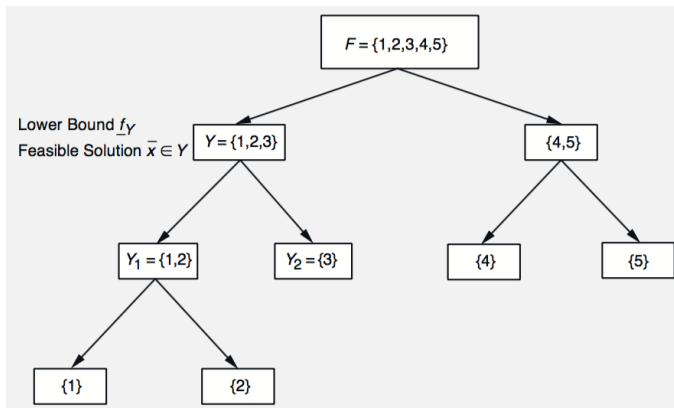 F = {1,2,3,4,5}
Lower Bound f̲Y
Feasible Solution x̄ ∈ Y
Y = {1,2,3}
{4,5}
Y₁ = {1,2}
Y₂ = {3}
{4}
{5}
{1}
{2}